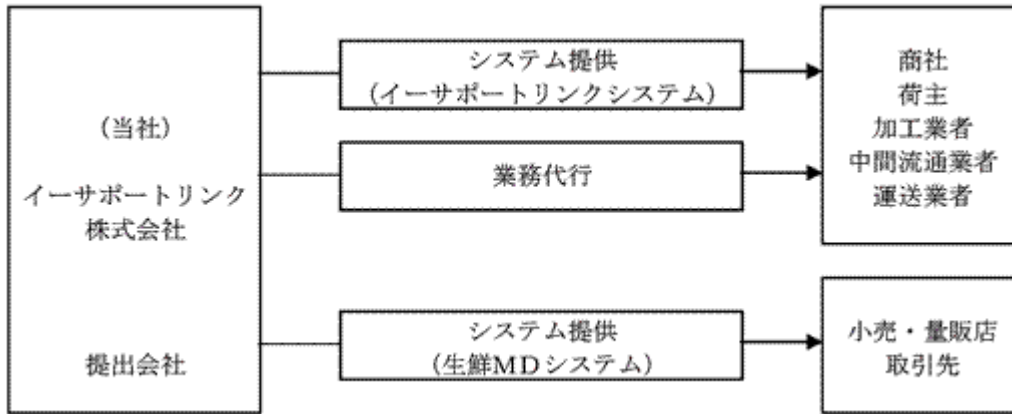 (当社)
イーサポートリンク
株式会社
提出会社
システム提供
(イーサポートリンクシステム)
業務代行
システム提供
(生鮮MDシステム)
商社
荷主
加工業者
中間流通業者
運送業者
小売・量販店
取引先